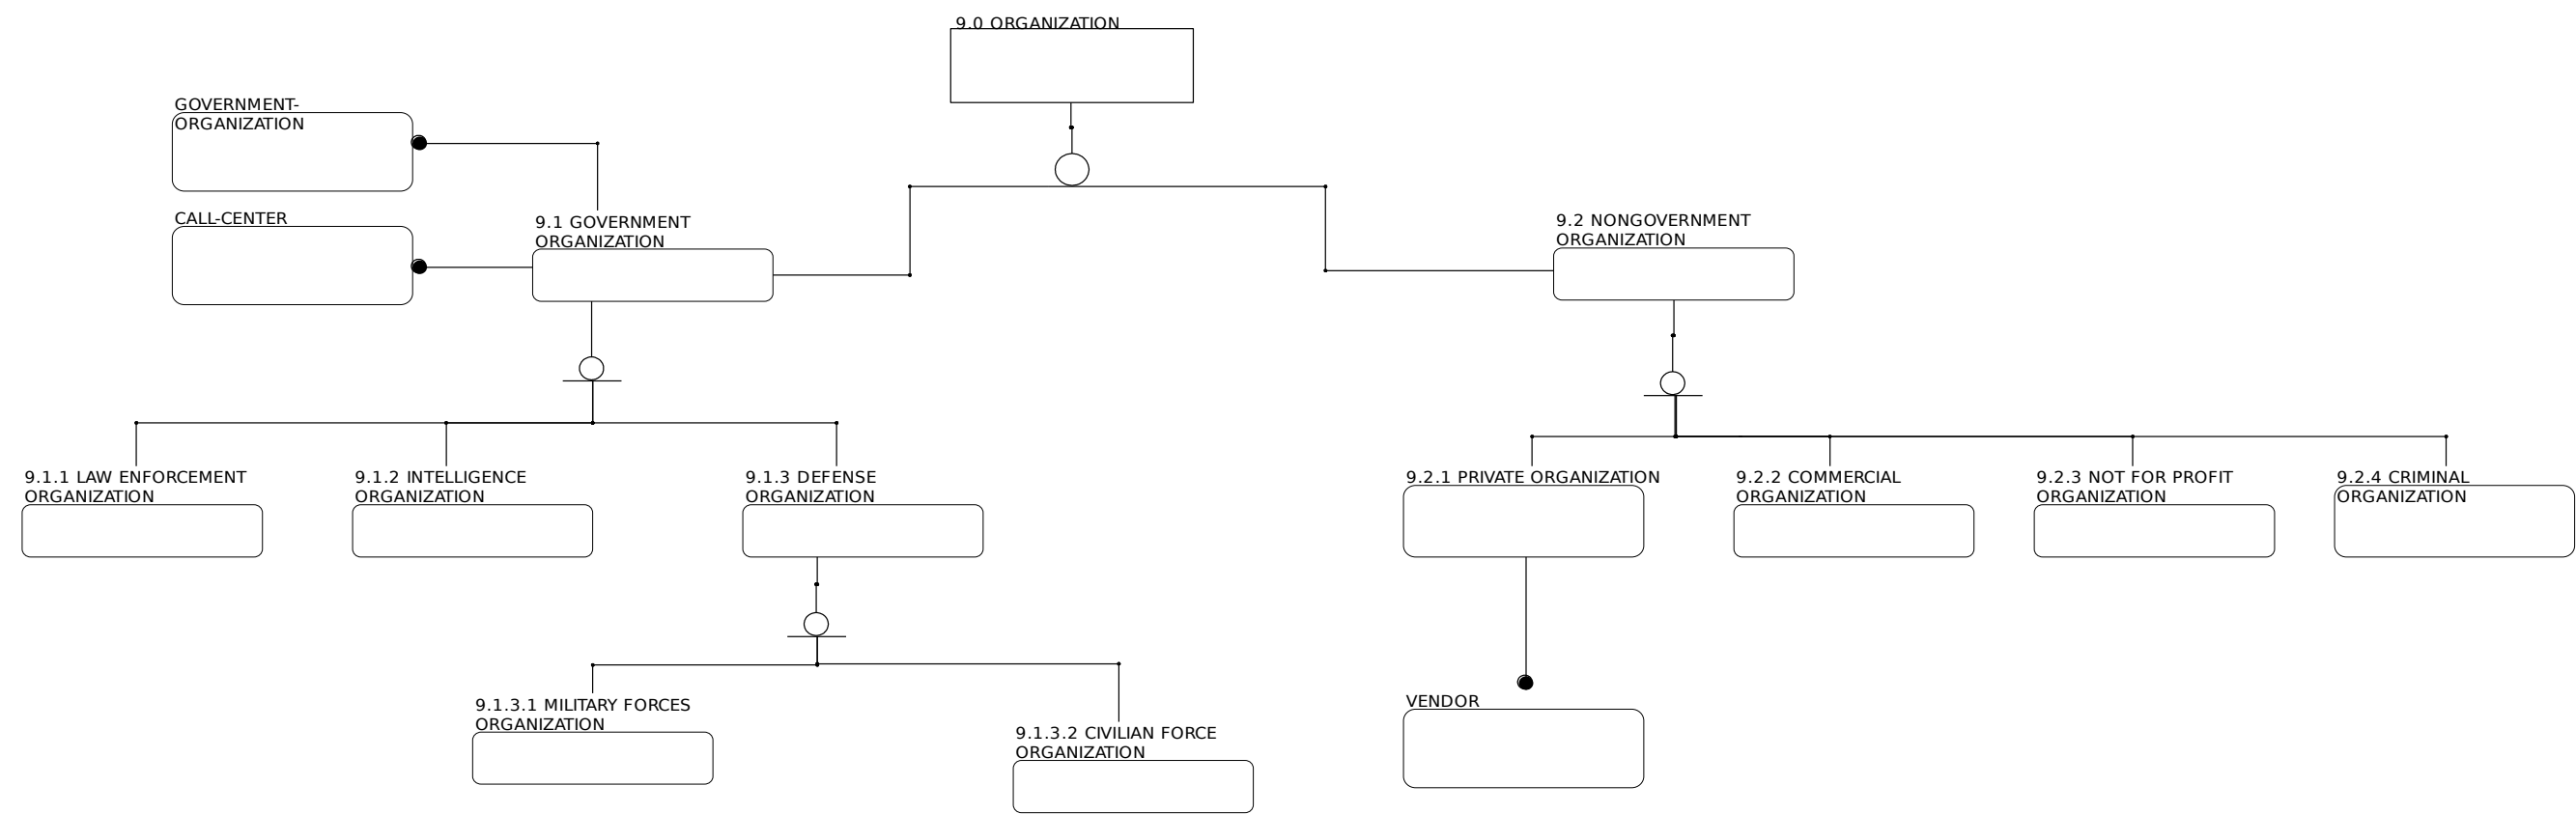 9.0 ORGANIZATION
GOVERNMENT-
ORGANIZATION
CALL-CENTER
9.1 GOVERNMENT
ORGANIZATION
9.2 NONGOVERNMENT
ORGANIZATION
9.1.1 LAW ENFORCEMENT
ORGANIZATION
9.1.2 INTELLIGENCE
ORGANIZATION
9.1.3 DEFENSE
ORGANIZATION
9.2.1 PRIVATE ORGANIZATION
9.2.2 COMMERCIAL
ORGANIZATION
9.2.3 NOT FOR PROFIT
ORGANIZATION
9.2.4 CRIMINAL
ORGANIZATION
9.1.3.1 MILITARY FORCES
ORGANIZATION
9.1.3.2 CIVILIAN FORCE
ORGANIZATION
VENDOR